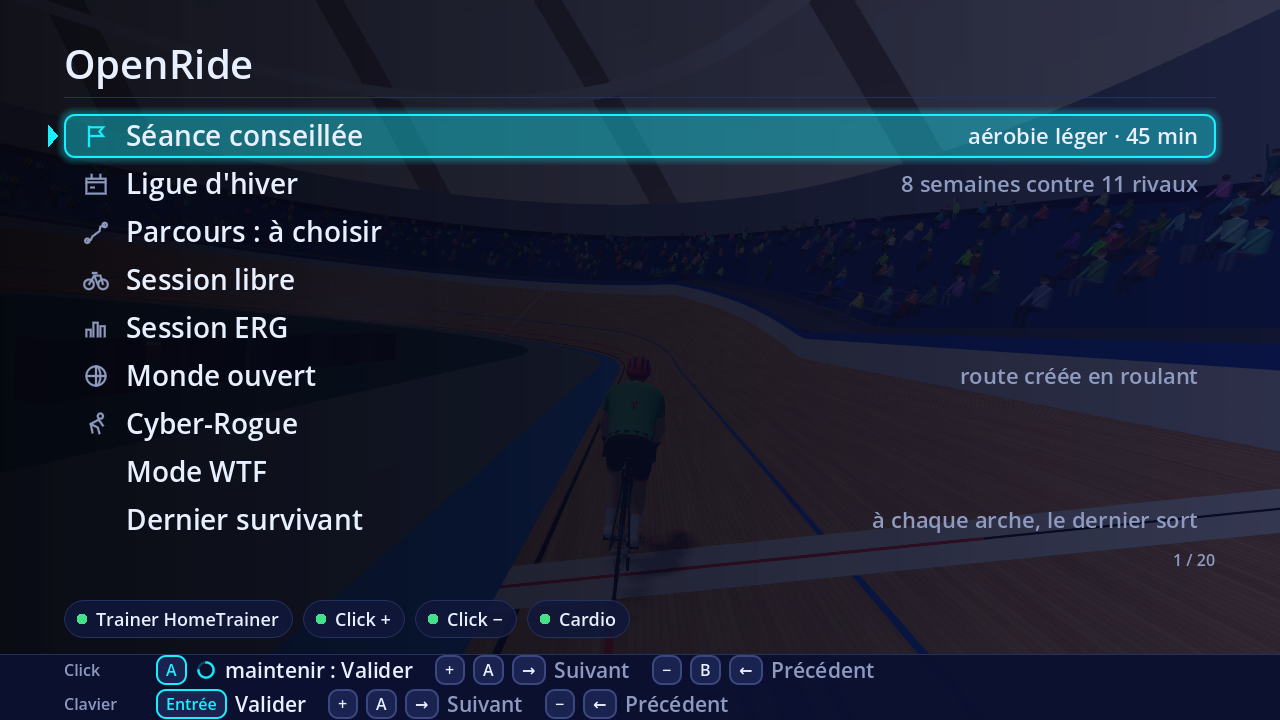 OpenRide
Séance conseillée aérobie léger · 45 min
Ligue d'hiver 8 semaines contre 11 rivaux
Parcours : à choisir
Session libre
Session ERG
Monde ouvert route créée en roulant
Cyber-Rogue
Mode WTF
Dernier survivant à chaque arche, le dernier sort
1 / 20
Trainer HomeTrainer Click + Click − Cardio
Click A maintenir : Valider + A → Suivant − B ← Précédent
Clavier Entrée Valider + A → Suivant − ← Précédent